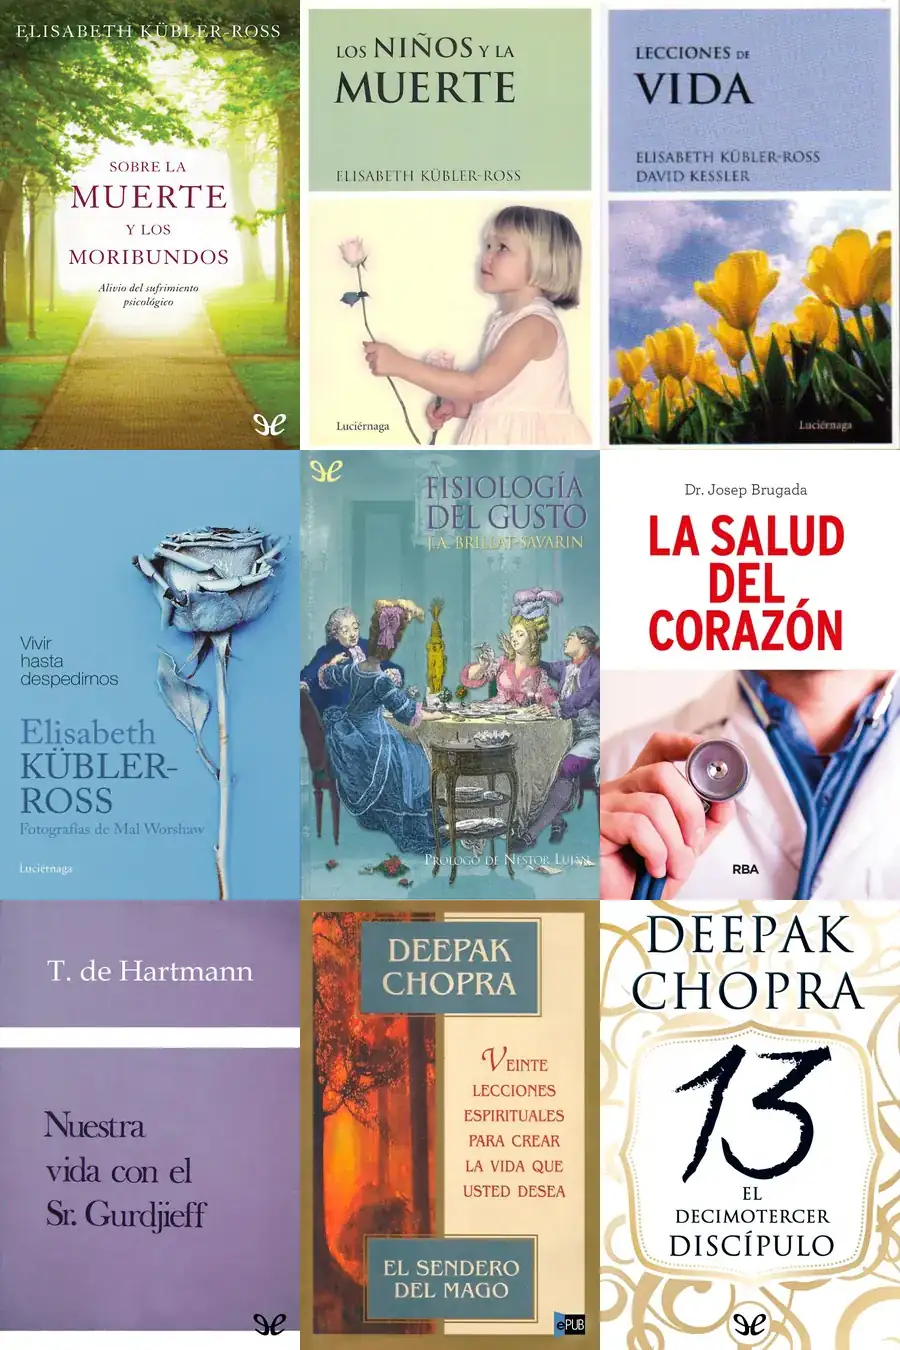 ELISABETH KÜBLER-ROSS
SOBRE LA
MUERTE
Y LOS
MORIBUNDOS
Alivio del sufrimiento
psicológico
LOS NIÑOS Y LA
MUERTE
ELISABETH KÜBLER-ROSS
Luciérnaga
LECCIONES DE
VIDA
ELISABETH KÜBLER-ROSS
DAVID KESSLER
Luciérnaga
Vivir
hasta
despedirnos
Elisabeth
KÜBLER-
ROSS
Fotografías de Mal Worshaw
Luciérnaga
FISIOLOGÍA
DEL GUSTO
J.A. BRILLAT-SAVARIN
PROLOGO DE NESTOR LUJAN
Dr. Josep Brugada
LA SALUD
DEL
CORAZÓN
RBA
T. de Hartmann
Nuestra
vida con el
Sr. Gurdjieff
DEEPAK
CHOPRA
VEINTE
LECCIONES
ESPIRITUALES
PARA CREAR
LA VIDA QUE
USTED DESEA
EL SENDERO
DEL MAGO
ePUB
DEEPAK
CHOPRA
13
EL
DECIMOTERCER
DISCÍPULO